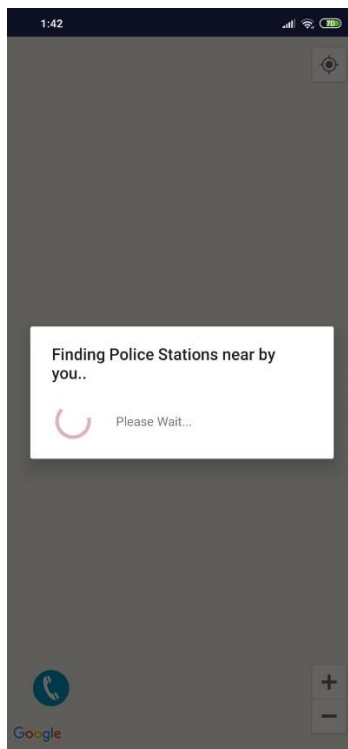 1:42
70
Finding Police Stations near by
you..
Please Wait...
+
−
Google